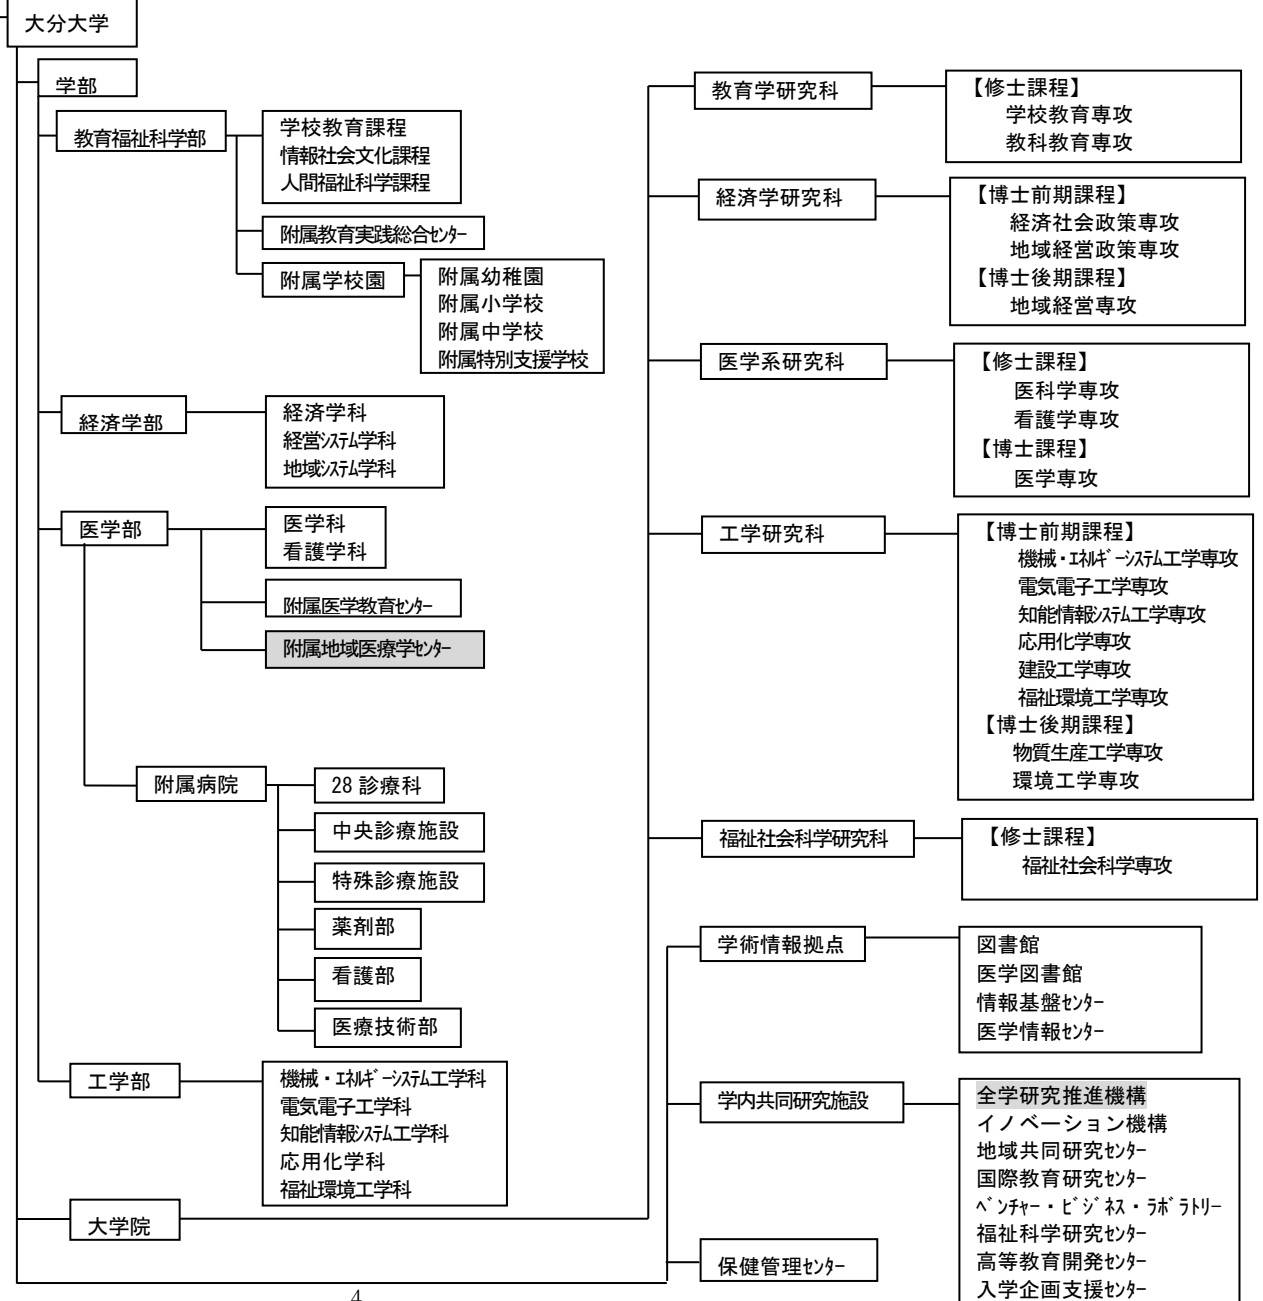 大分大学
学部
教育福祉科学部
学校教育課程
情報社会文化課程
人間福祉科学課程
附属教育実践総合ｾﾝﾀｰ
附属学校園
附属幼稚園
附属小学校
附属中学校
附属特別支援学校
経済学部
経済学科
経営ｼｽﾃﾑ学科
地域ｼｽﾃﾑ学科
医学部
医学科
看護学科
附属医学教育ｾﾝﾀｰ
附属地域医療学ｾﾝﾀｰ
附属病院
28 診療科
中央診療施設
特殊診療施設
薬剤部
看護部
医療技術部
工学部
機械・ｴﾈﾙｷﾞｰｼｽﾃﾑ工学科
電気電子工学科
知能情報ｼｽﾃﾑ工学科
応用化学科
福祉環境工学科
大学院
教育学研究科
【修士課程】
学校教育専攻
教科教育専攻
経済学研究科
【博士前期課程】
経済社会政策専攻
地域経営政策専攻
【博士後期課程】
地域経営専攻
医学系研究科
【修士課程】
医科学専攻
看護学専攻
【博士課程】
医学専攻
工学研究科
【博士前期課程】
機械・ｴﾈﾙｷﾞｰｼｽﾃﾑ工学専攻
電気電子工学専攻
知能情報ｼｽﾃﾑ工学専攻
応用化学専攻
建設工学専攻
福祉環境工学専攻
【博士後期課程】
物質生産工学専攻
環境工学専攻
福祉社会科学研究科
【修士課程】
福祉社会科学専攻
学術情報拠点
図書館
医学図書館
情報基盤ｾﾝﾀｰ
医学情報ｾﾝﾀｰ
学内共同研究施設
全学研究推進機構
イノベーション機構
地域共同研究ｾﾝﾀｰ
国際教育研究ｾﾝﾀｰ
ﾍﾞﾝﾁｬｰ・ﾋﾞｼﾞﾈｽ・ﾗﾎﾞﾗﾄﾘｰ
福祉科学研究ｾﾝﾀｰ
高等教育開発ｾﾝﾀｰ
入学企画支援ｾﾝﾀｰ
保健管理ｾﾝﾀｰ
4